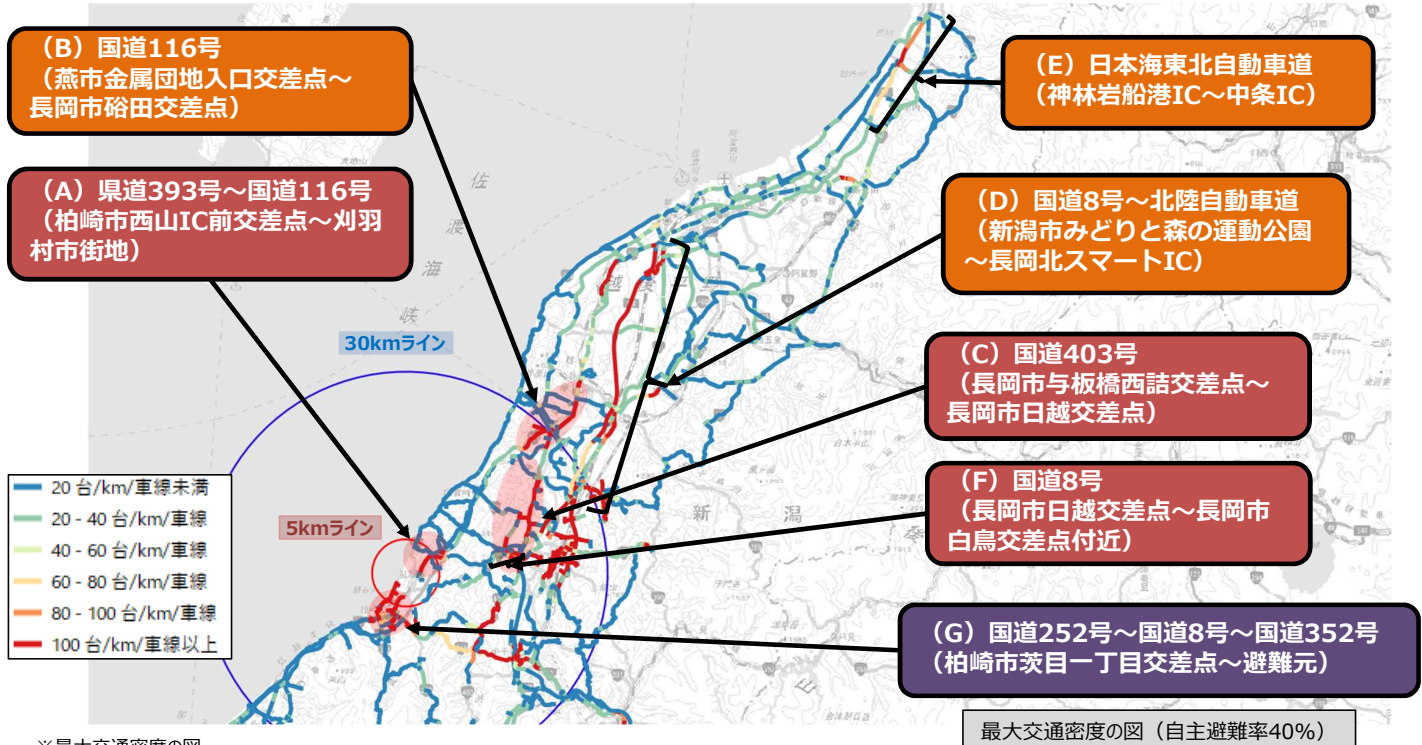 （B）国道116号
（燕市金属団地入口交差点～
長岡市硲田交差点）
（A）県道393号～国道116号
（柏崎市西山IC前交差点～刈羽
村市街地）
（E）日本海東北自動車道
（神林岩船港IC～中条IC）
（D）国道8号～北陸自動車道
（新潟市みどりと森の運動公園
～長岡北スマートIC）
（C）国道403号
（長岡市与板橋西詰交差点～
長岡市日越交差点）
（F）国道8号
（長岡市日越交差点～長岡市
白鳥交差点付近）
（G）国道252号～国道8号～国道352号
（柏崎市茨目一丁目交差点～避難元）
佐
渡
海
峡
30kmライン
5kmライン
新 潟
20 台/km/車線未満
20 - 40 台/km/車線
40 - 60 台/km/車線
60 - 80 台/km/車線
80 - 100 台/km/車線
100 台/km/車線以上
最大交通密度の図（自主避難率40%）
※最大交通密度の図